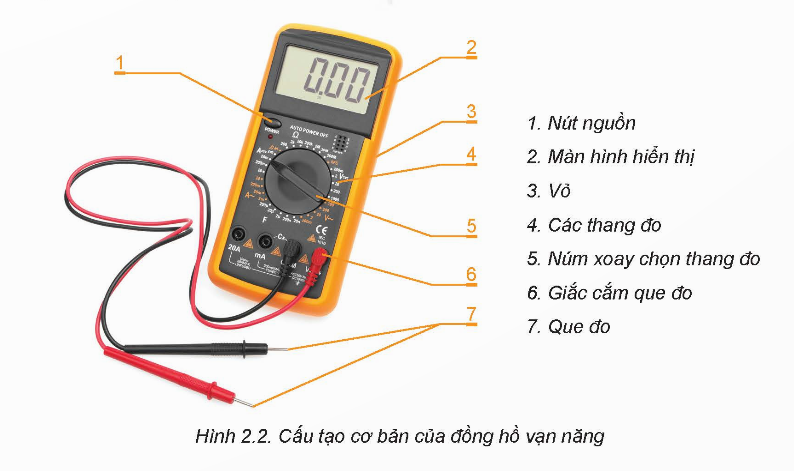 1
2
3
4
5
6
7
0.00
POWER
AUTO POWER OFF
Ω
F
CE
20A
mA
1. Nút nguồn
2. Màn hình hiển thị
3. Vỏ
4. Các thang đo
5. Núm xoay chọn thang đo
6. Giắc cắm que đo
7. Que đo
Hình 2.2. Cấu tạo cơ bản của đồng hồ vạn năng